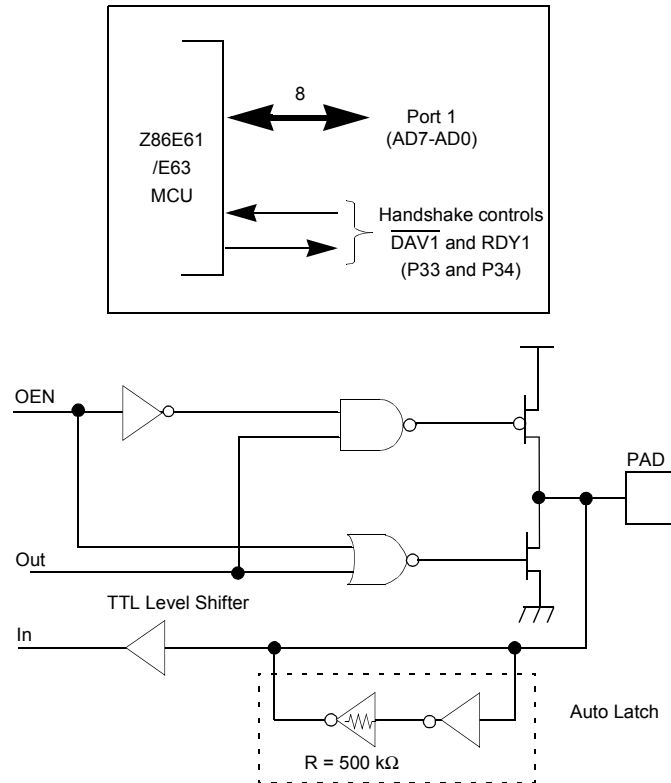 8
Port 1
(AD7-AD0)
Z86E61
/E63
MCU
Handshake controls
DAV1 and RDY1
(P33 and P34)
OEN
PAD
Out
TTL Level Shifter
In
Auto Latch
R = 500 kΩ